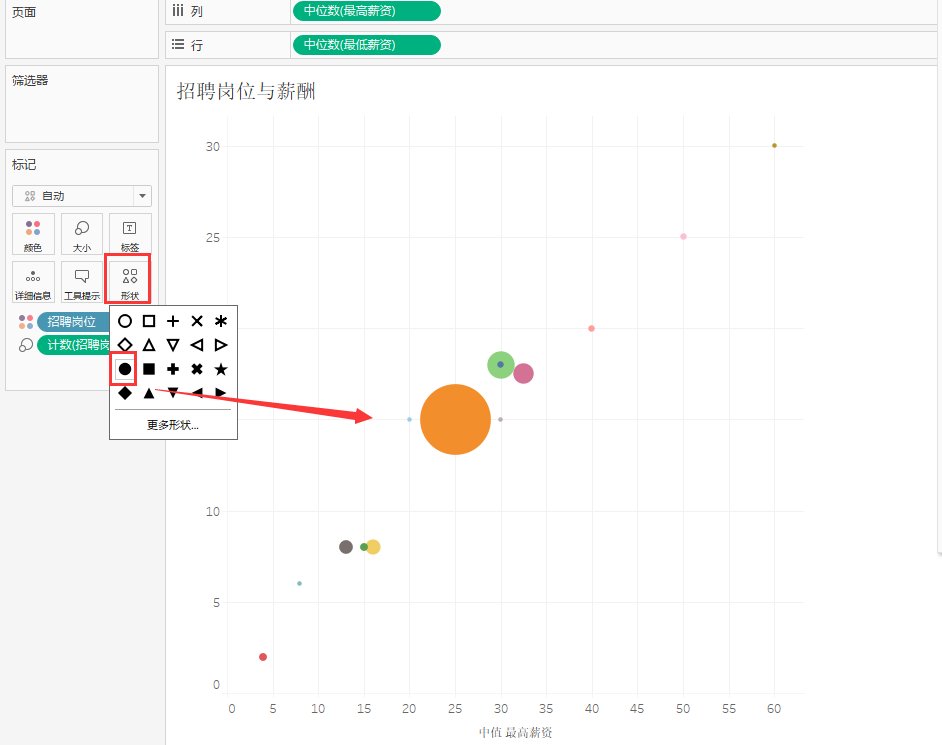 页面
列
中位数(最高薪资)
行
中位数(最低薪资)
筛选器
招聘岗位与薪酬
标记
自动
颜色
大小
标签
详细信息
工具提示
形状
招聘岗位
计数(招聘岗
更多形状...
30
25
10
5
0
0
5
10
15
20
25
30
35
40
45
50
55
60
中值 最高薪资